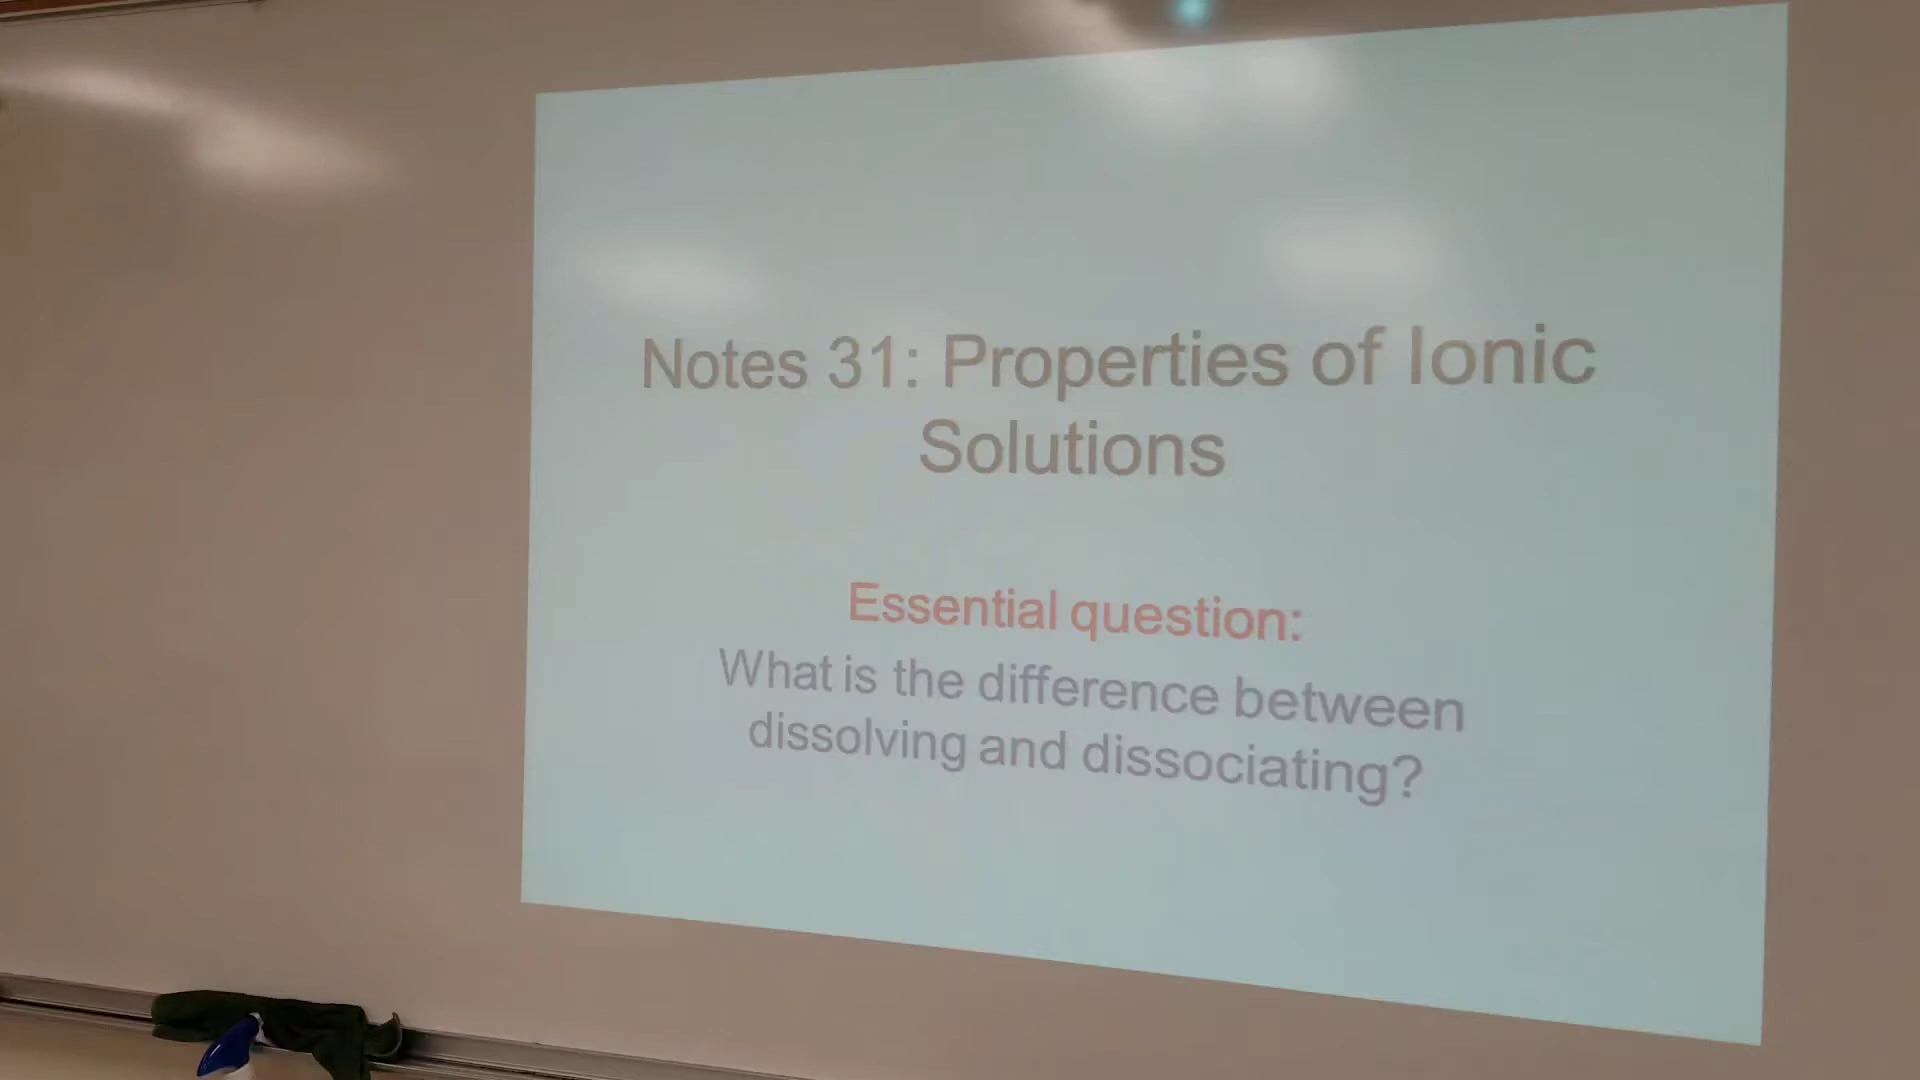 Notes 31: Properties of Ionic
Solutions
Essential question:
What is the difference between
dissolving and dissociating?